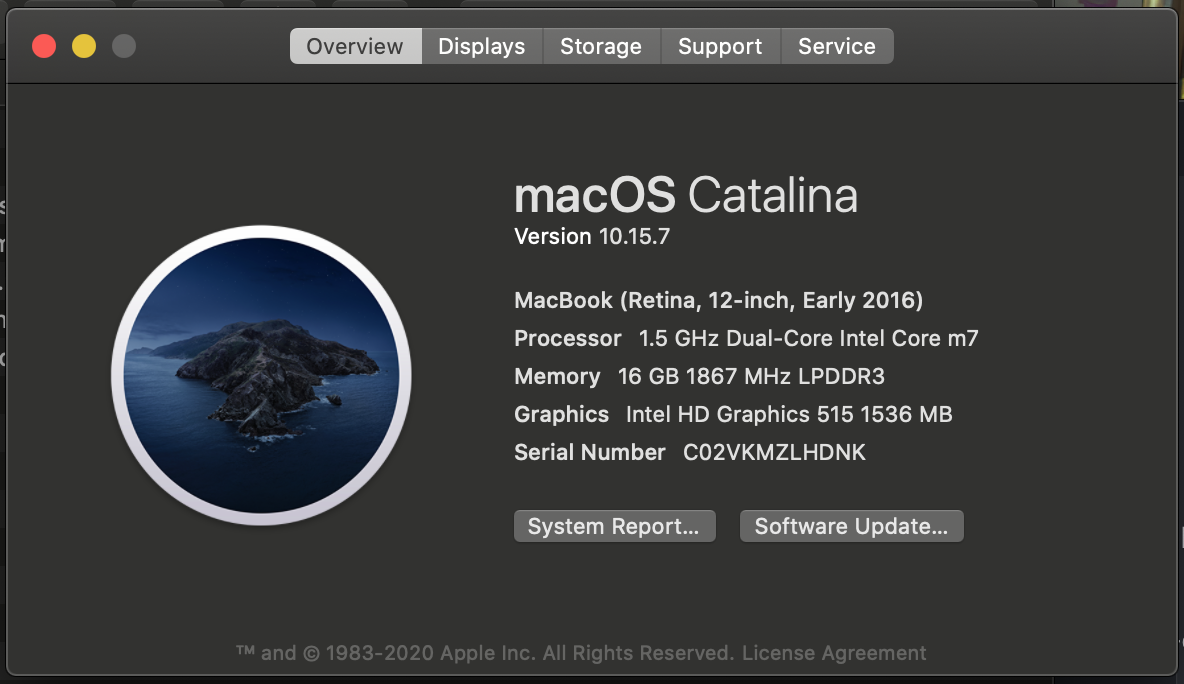 Overview Displays Storage Support Service
macOS Catalina
Version 10.15.7
MacBook (Retina, 12-inch, Early 2016)
Processor 1.5 GHz Dual-Core Intel Core m7
Memory 16 GB 1867 MHz LPDDR3
Graphics Intel HD Graphics 515 1536 MB
Serial Number C02VKMZLHDNK
System Report... Software Update...
™ and © 1983-2020 Apple Inc. All Rights Reserved. License Agreement